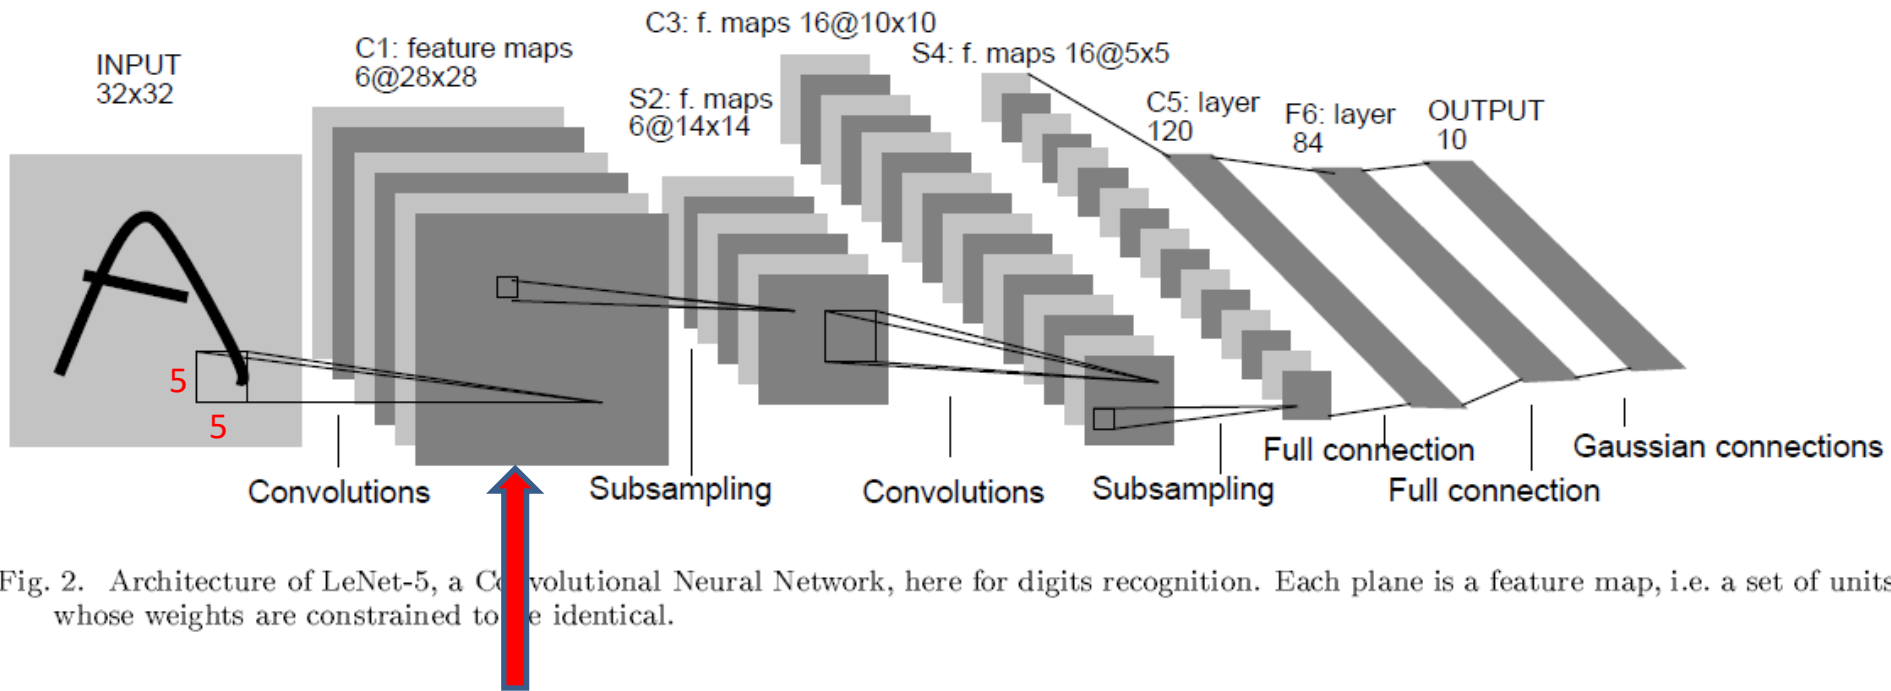 INPUT
32x32
C1: feature maps
6@28x28
S2: f. maps
6@14x14
C3: f. maps 16@10x10
S4: f. maps 16@5x5
C5: layer
120
F6: layer
84
OUTPUT
10
5
5
Convolutions
Subsampling
Convolutions
Subsampling
Full connection
Full connection
Gaussian connections
Fig. 2. Architecture of LeNet-5, a C volutional Neural Network, here for digits recognition. Each plane is a feature map, i.e. a set of units
whose weights are constrained to e identical.